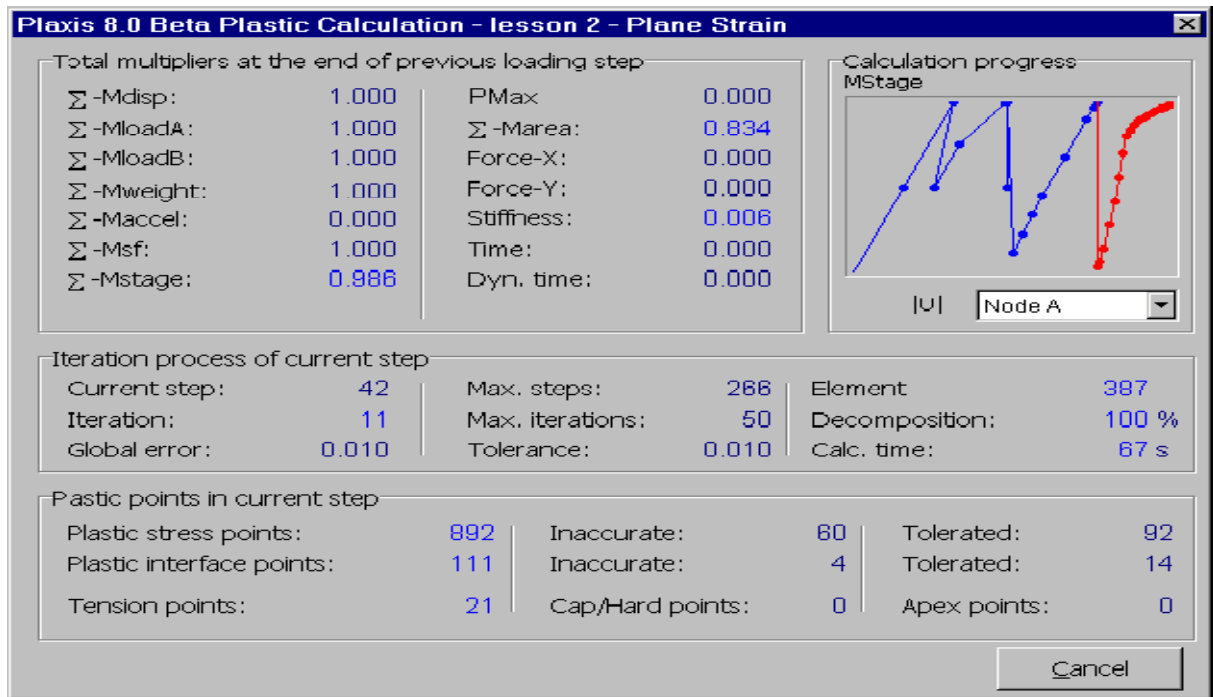 Plaxis 8.0 Beta Plastic Calculation - lesson 2 - Plane Strain
Total multipliers at the end of previous loading step
Σ -Mdisp: 1.000 PMax 0.000
Σ -MloadA: 1.000 Σ -Marea: 0.834
Σ -MloadB: 1.000 Force-X: 0.000
Σ -Mweight: 1.000 Force-Y: 0.000
Σ -Maccel: 0.000 Stiffness: 0.006
Σ -Msf: 1.000 Time: 0.000
Σ -Mstage: 0.986 Dyn. time: 0.000
Calculation progress
MStage
|U| Node A
Iteration process of current step
Current step: 42 Max. steps: 266 Element 387
Iteration: 11 Max. iterations: 50 Decomposition: 100 %
Global error: 0.010 Tolerance: 0.010 Calc. time: 67 s
Pastic points in current step
Plastic stress points: 892 Inaccurate: 60 Tolerated: 92
Plastic interface points: 111 Inaccurate: 4 Tolerated: 14
Tension points: 21 Cap/Hard points: 0 Apex points: 0
Cancel